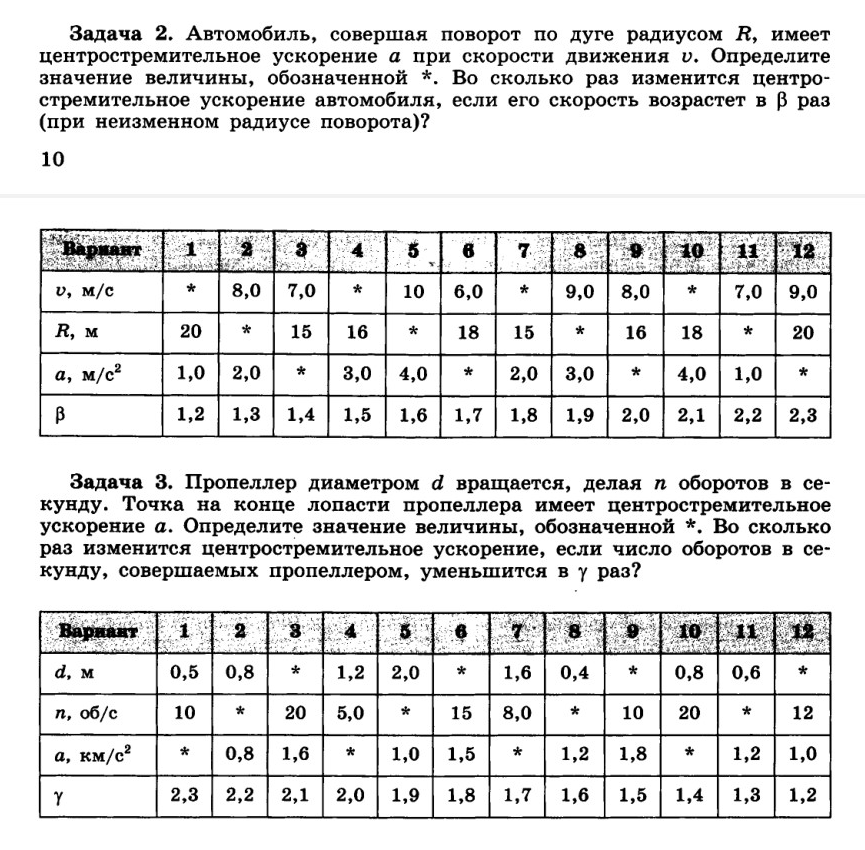 Задача 2. Автомобиль, совершая поворот по дуге радиусом R, имеет
центростремительное ускорение a при скорости движения v. Определите
значение величины, обозначенной *. Во сколько раз изменится центро-
стремительное ускорение автомобиля, если его скорость возрастет в β раз
(при неизменном радиусе поворота)?
10
Вариант 1 2 3 4 5 6 7 8 9 10 11 12
v, м/с * 8,0 7,0 * 10 6,0 * 9,0 8,0 * 7,0 9,0
R, м 20 * 15 16 * 18 15 * 16 18 * 20
a, м/с² 1,0 2,0 * 3,0 4,0 * 2,0 3,0 * 4,0 1,0 *
β 1,2 1,3 1,4 1,5 1,6 1,7 1,8 1,9 2,0 2,1 2,2 2,3
Задача 3. Пропеллер диаметром d вращается, делая n оборотов в се-
кунду. Точка на конце лопасти пропеллера имеет центростремительное
ускорение a. Определите значение величины, обозначенной *. Во сколько
раз изменится центростремительное ускорение, если число оборотов в се-
кунду, совершаемых пропеллером, уменьшится в γ раз?
Вариант 1 2 3 4 5 6 7 8 9 10 11 12
d, м 0,5 0,8 * 1,2 2,0 * 1,6 0,4 * 0,8 0,6 *
n, об/с 10 * 20 5,0 * 15 8,0 * 10 20 * 12
a, км/с² * 0,8 1,6 * 1,0 1,5 * 1,2 1,8 * 1,2 1,0
γ 2,3 2,2 2,1 2,0 1,9 1,8 1,7 1,6 1,5 1,4 1,3 1,2